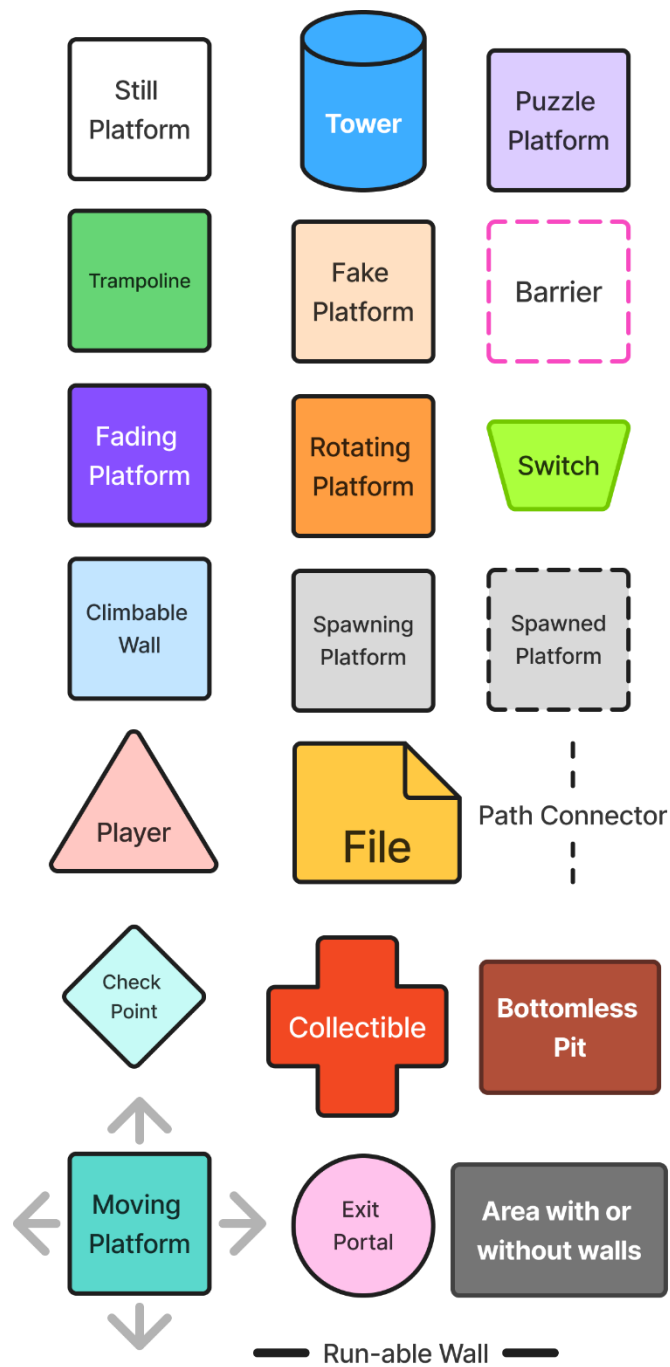 Still
Platform
Tower
Puzzle
Platform
Trampoline
Fake
Platform
Barrier
Fading
Platform
Rotating
Platform
Switch
Climbable
Wall
Spawning
Platform
Spawned
Platform
Player
File
Path Connector
Check
Point
Collectible
Bottomless
Pit
Moving
Platform
Exit
Portal
Area with or
without walls
Run-able Wall